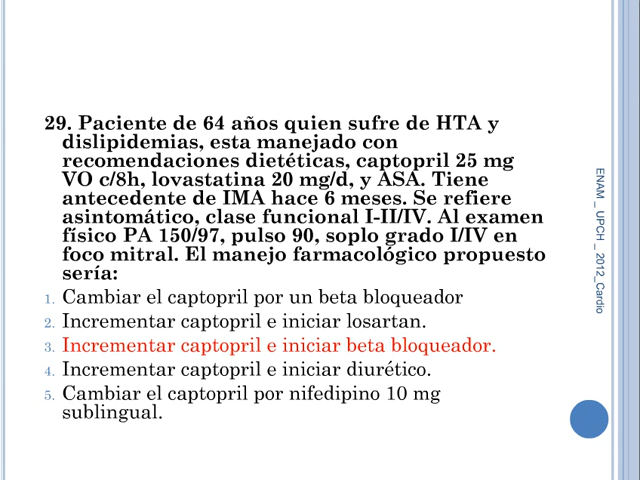 29. Paciente de 64 años quien sufre de HTA y
dislipidemias, esta manejado con
recomendaciones dietéticas, captopril 25 mg
VO c/8h, lovastatina 20 mg/d, y ASA. Tiene
antecedente de IMA hace 6 meses. Se refiere
asintomático, clase funcional I-II/IV. Al examen
físico PA 150/97, pulso 90, soplo grado I/IV en
foco mitral. El manejo farmacológico propuesto
sería:
1. Cambiar el captopril por un beta bloqueador
2. Incrementar captopril e iniciar losartan.
3. Incrementar captopril e iniciar beta bloqueador.
4. Incrementar captopril e iniciar diurético.
5. Cambiar el captopril por nifedipino 10 mg
sublingual.
ENAM _ UPCH _ 2012_Cardio